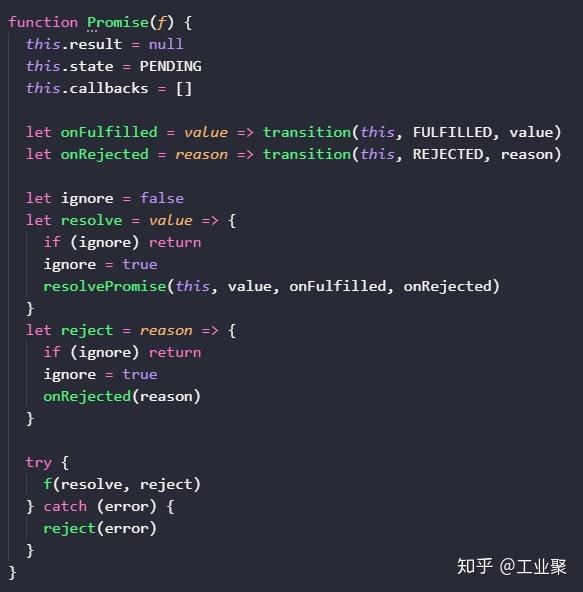 function Promise(f) {
  this.result = null
  this.state = PENDING
  this.callbacks = []

  let onFulfilled = value => transition(this, FULFILLED, value)
  let onRejected = reason => transition(this, REJECTED, reason)

  let ignore = false
  let resolve = value => {
    if (ignore) return
    ignore = true
    resolvePromise(this, value, onFulfilled, onRejected)
  }
  let reject = reason => {
    if (ignore) return
    ignore = true
    onRejected(reason)
  }

  try {
    f(resolve, reject)
  } catch (error) {
    reject(error)
  }
}
知乎 @工业聚